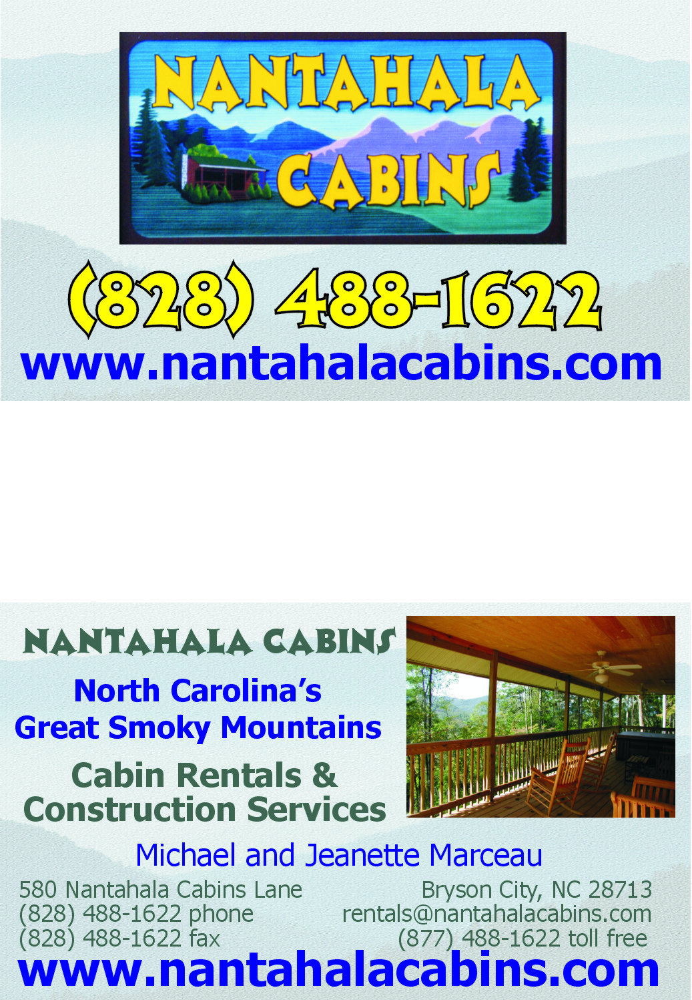 NANTAHALA
CABINS
(828) 488-1622
www.nantahalacabins.com
NANTAHALA CABINS
North Carolina’s
Great Smoky Mountains
Cabin Rentals &
Construction Services
Michael and Jeanette Marceau
580 Nantahala Cabins Lane Bryson City, NC 28713
(828) 488-1622 phone rentals@nantahalacabins.com
(828) 488-1622 fax (877) 488-1622 toll free
www.nantahalacabins.com